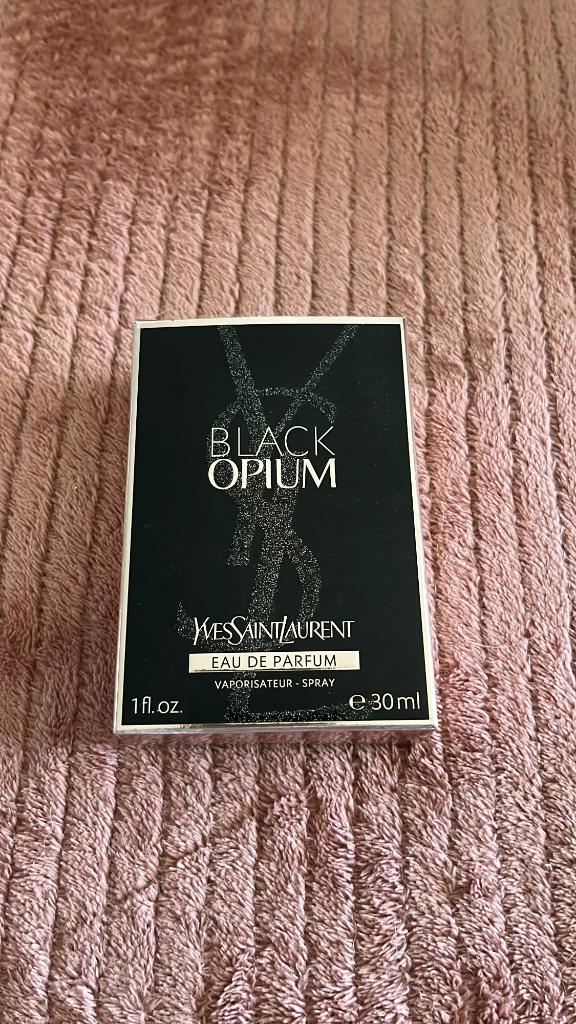 BLACK
OPIUM
YVESSAINTLAURENT
EAU DE PARFUM
VAPORISATEUR - SPRAY
1fl.oz. ℮30ml